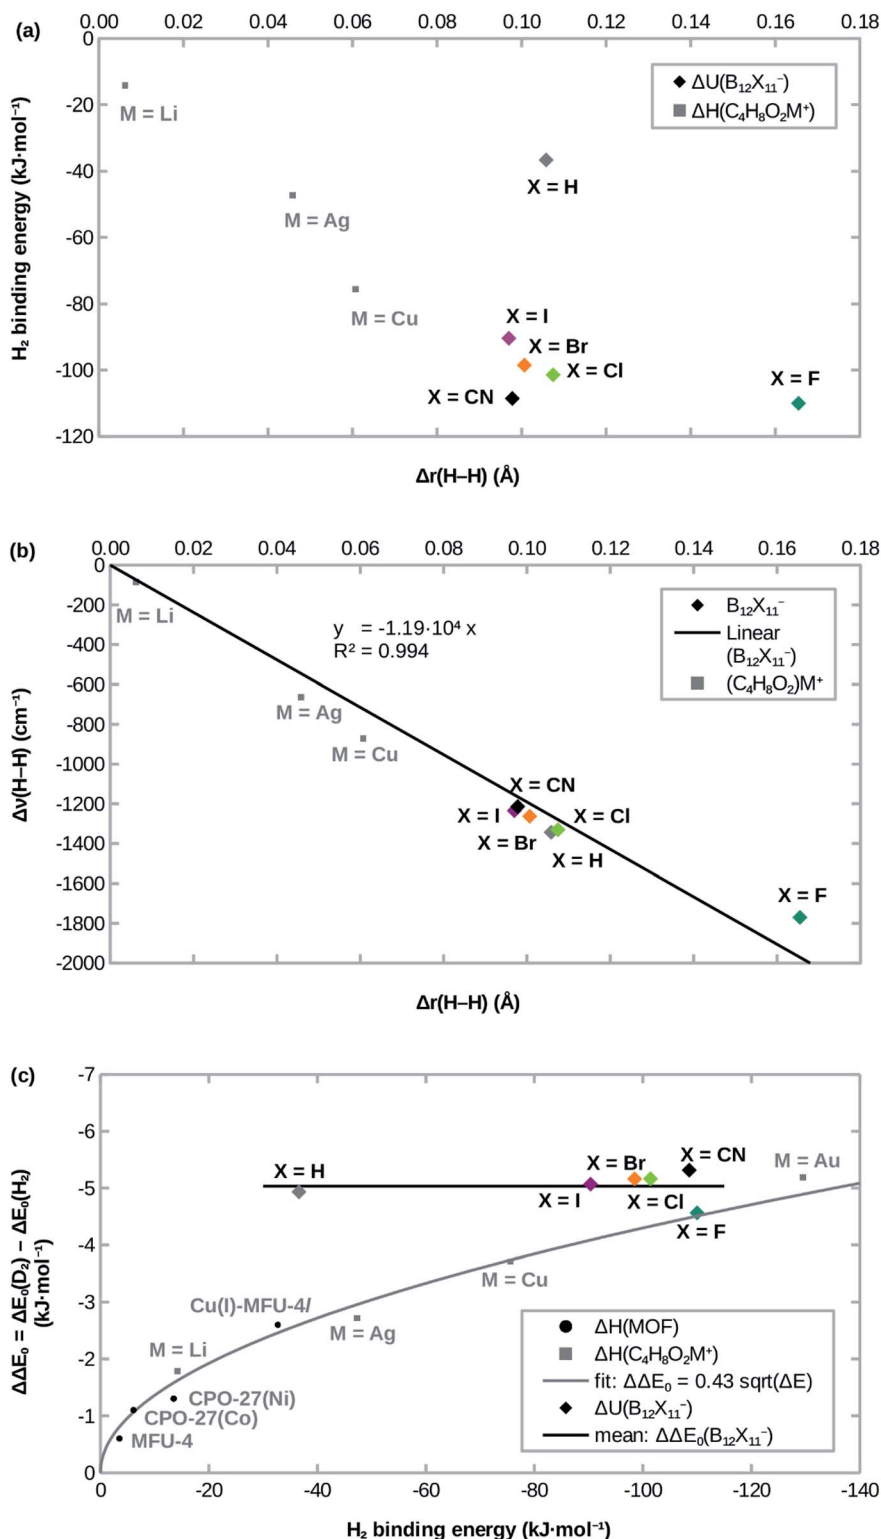 (a)
0.00 0.02 0.04 0.06 0.08 0.10 0.12 0.14 0.16 0.18
H₂ binding energy (kJ·mol⁻¹)
0
-20
-40
-60
-80
-100
-120
ΔU(B₁₂X₁₁⁻)
ΔH(C₄H₈O₂M⁺)
M = Li
X = H
M = Ag
M = Cu
X = I
X = Br
X = Cl
X = CN
X = F
Δr(H–H) (Å)
(b)
0.00 0.02 0.04 0.06 0.08 0.10 0.12 0.14 0.16 0.18
Δν(H–H) (cm⁻¹)
0
-200
-400
-600
-800
-1000
-1200
-1400
-1600
-1800
-2000
B₁₂X₁₁⁻
Linear
(B₁₂X₁₁⁻)
(C₄H₈O₂)M⁺
y = -1.19·10⁴ x
R² = 0.994
M = Li
M = Ag
M = Cu
X = CN
X = I
X = Cl
X = Br
X = H
X = F
Δr(H–H) (Å)
(c)
ΔΔE₀ = ΔE₀(D₂) − ΔE₀(H₂)
(kJ·mol⁻¹)
-7
-6
-5
-4
-3
-2
-1
0
X = H
X = Br
X = CN
M = Au
X = I
X = Cl
X = F
M = Cu
Cu(I)-MFU-4l
M = Ag
M = Li
CPO-27(Ni)
CPO-27(Co)
MFU-4
ΔH(MOF)
ΔH(C₄H₈O₂M⁺)
fit: ΔΔE₀ = 0.43 sqrt(ΔE)
ΔU(B₁₂X₁₁⁻)
mean: ΔΔE₀(B₁₂X₁₁⁻)
0 -20 -40 -60 -80 -100 -120 -140
H₂ binding energy (kJ·mol⁻¹)